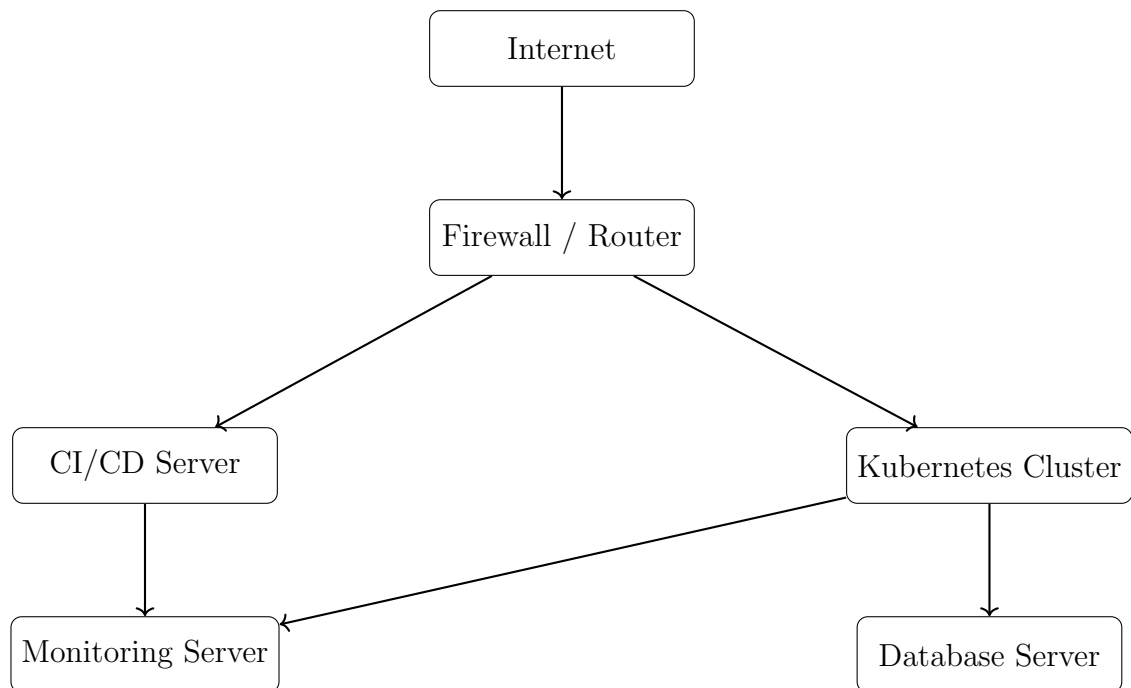 Internet
Firewall / Router
CI/CD Server
Kubernetes Cluster
Monitoring Server
Database Server